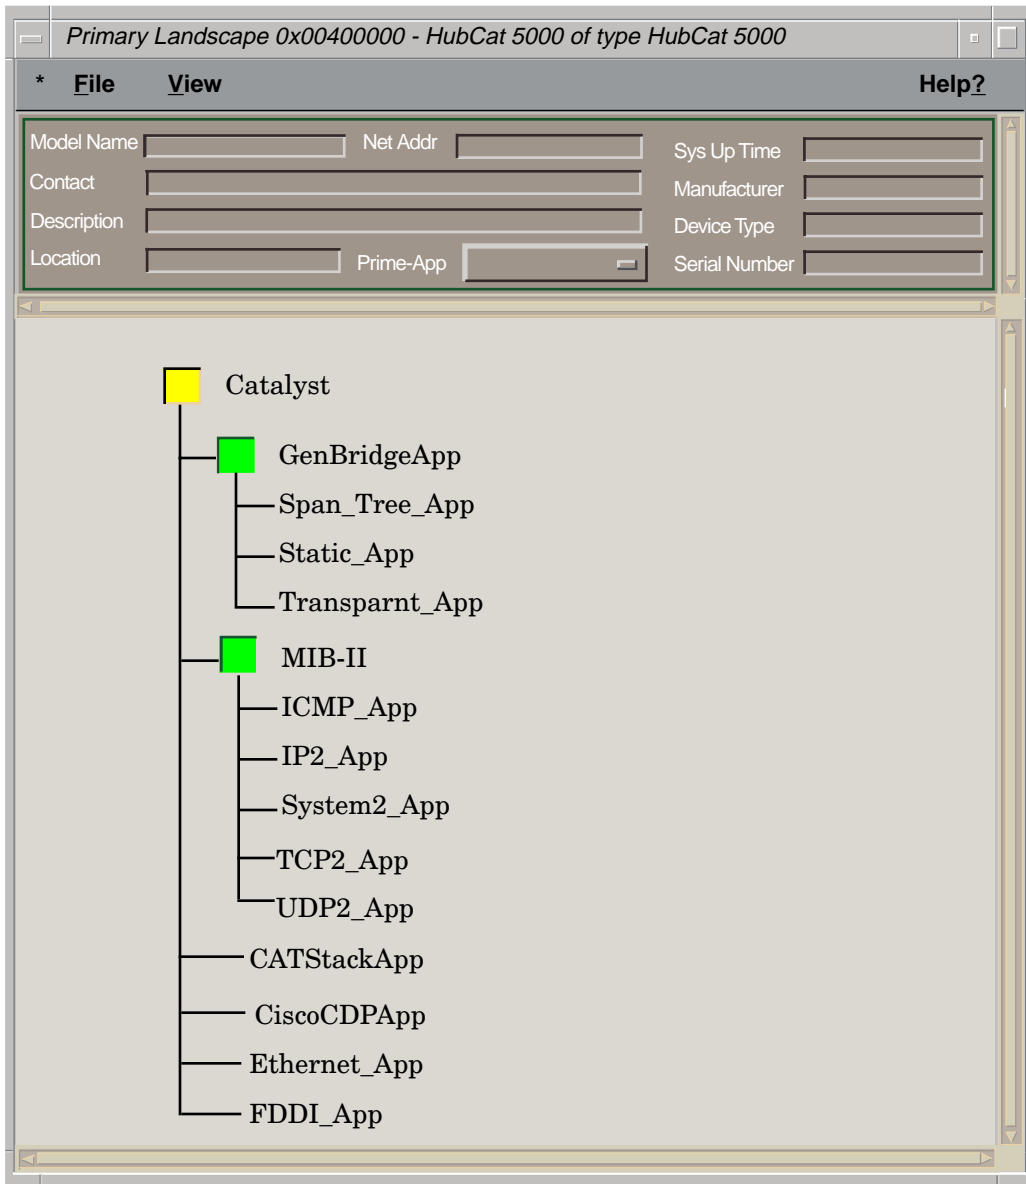 Primary Landscape 0x00400000 - HubCat 5000 of type HubCat 5000
* File View Help?
Model Name Net Addr Sys Up Time
Contact Manufacturer
Description Device Type
Location Prime-App Serial Number
Catalyst
GenBridgeApp
Span_Tree_App
Static_App
Transparnt_App
MIB-II
ICMP_App
IP2_App
System2_App
TCP2_App
UDP2_App
CATStackApp
CiscoCDPApp
Ethernet_App
FDDI_App